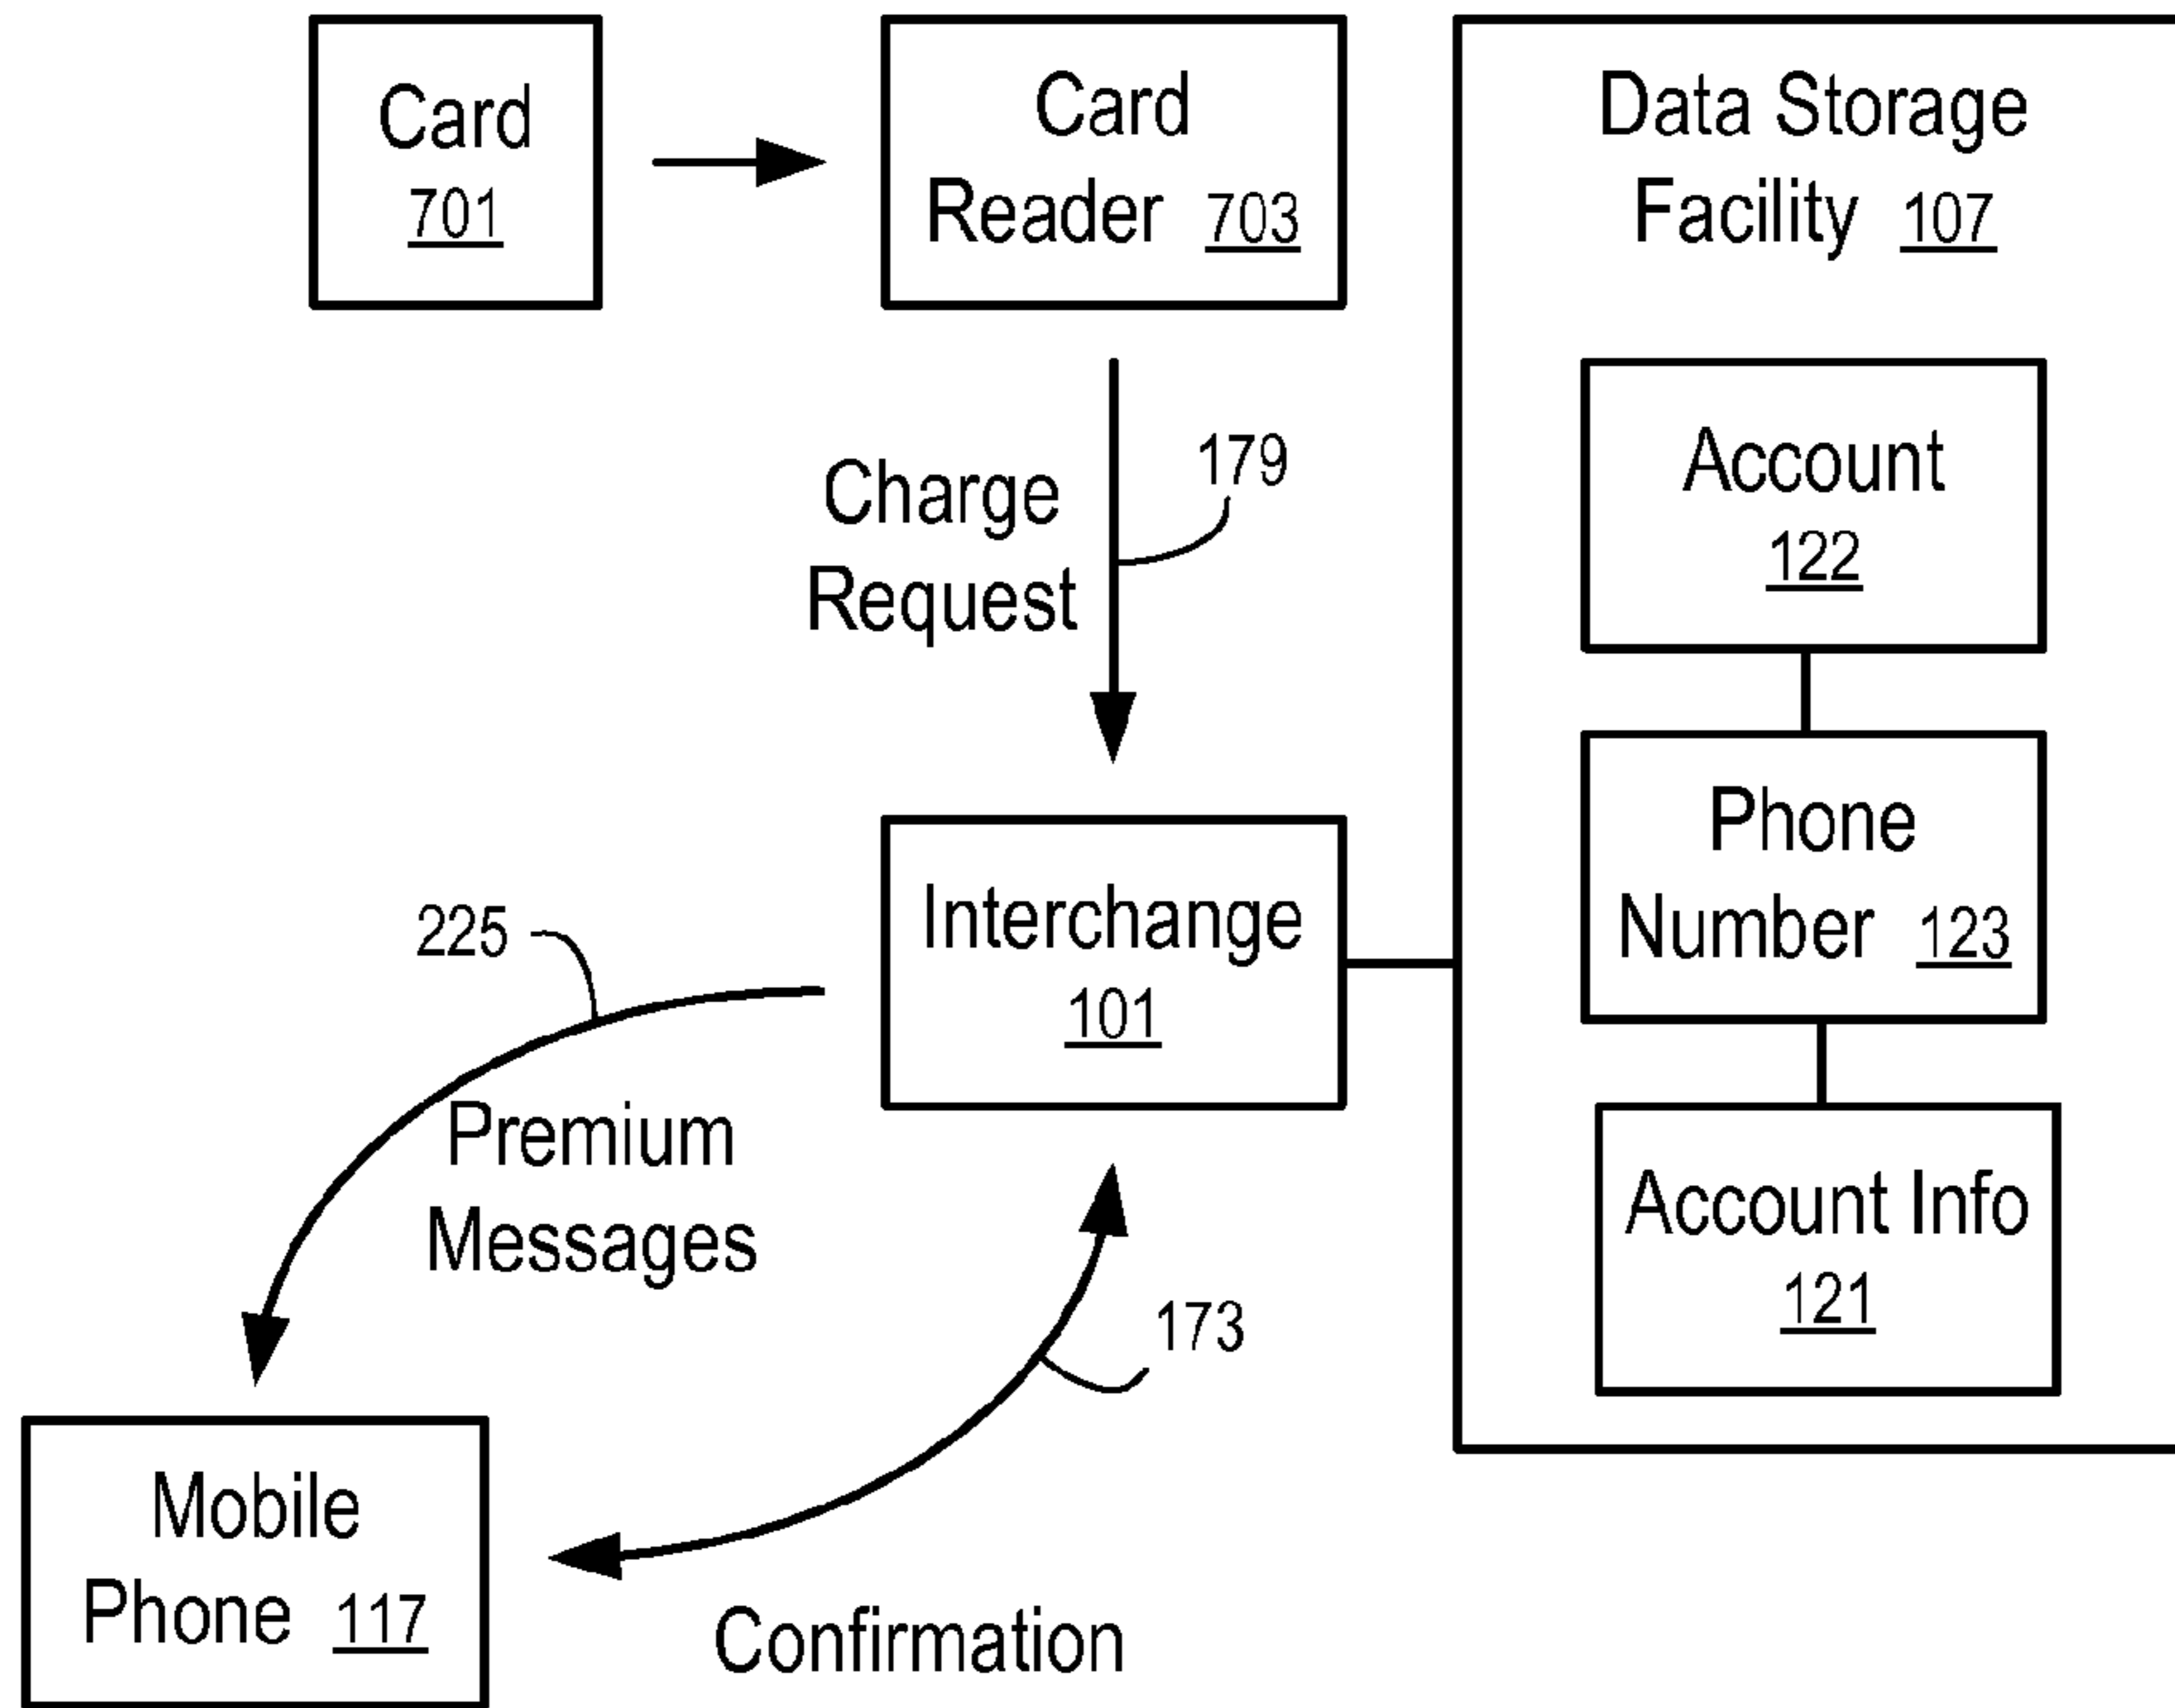 Card
701
Card
Reader 703
Data Storage
Facility 107
Charge
Request
179
Account
122
Phone
Number 123
Account Info
121
Interchange
101
225
Premium
Messages
173
Mobile
Phone 117
Confirmation